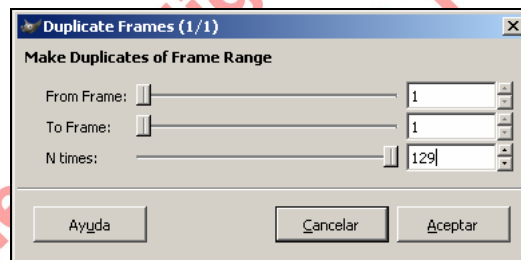 Duplicate Frames (1/1)
Make Duplicates of Frame Range
From Frame: 1
To Frame: 1
N times: 129
Ayuda Cancelar Aceptar